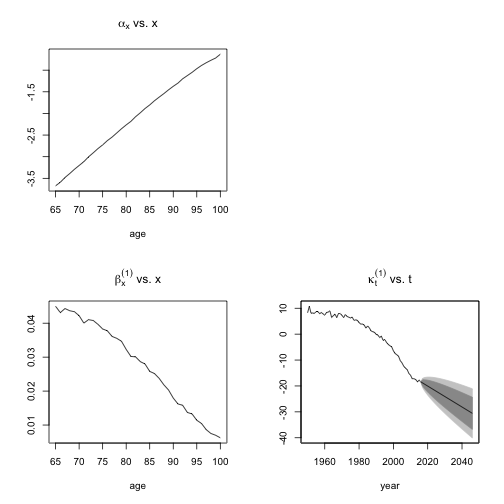 αx vs. x
-1.5
-2.5
-3.5
65 70 75 80 85 90 95 100
age
βx(1) vs. x
0.04
0.03
0.02
0.01
65 70 75 80 85 90 95 100
age
κt(1) vs. t
10
0
-10
-20
-30
-40
1960 1980 2000 2020 2040
year